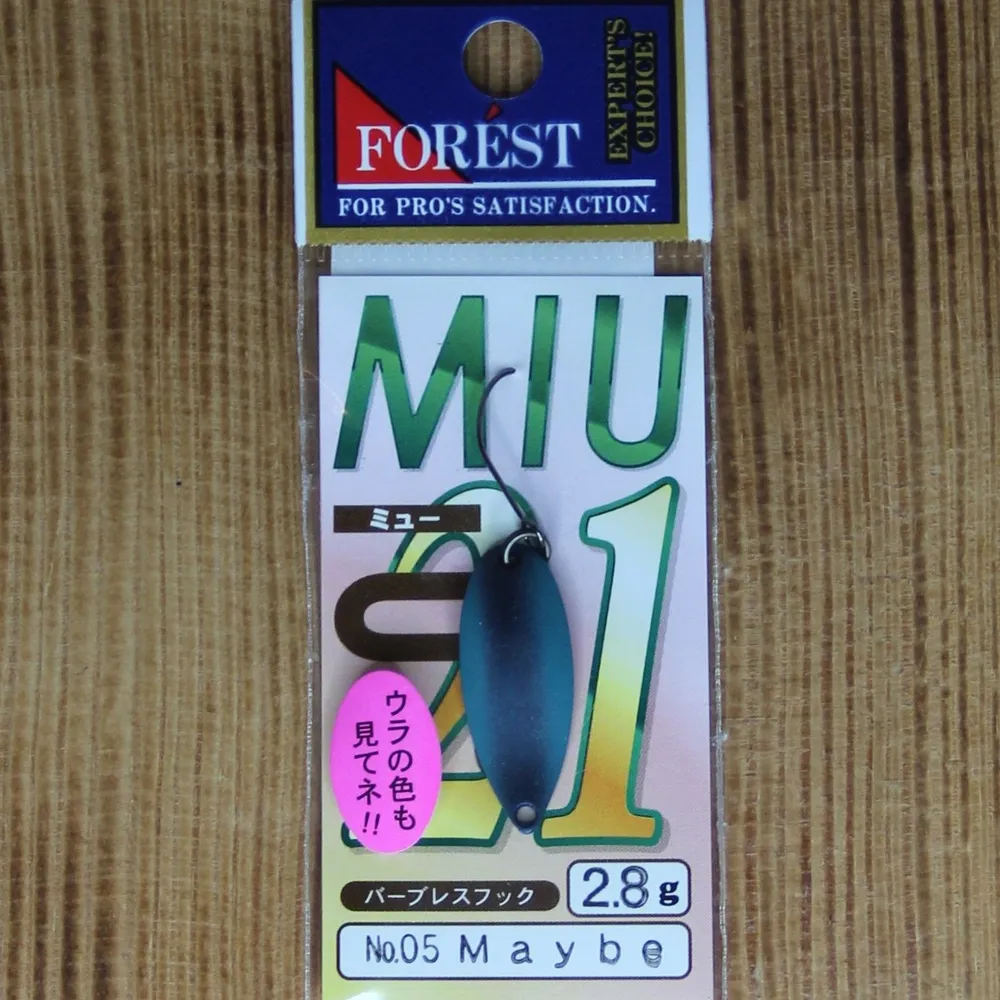 EXPERT'S
CHOICE!
FORÉST
FOR PRO'S SATISFACTION.
MIU
ミュー
21
ウラの色も
見てネ!!
バーブレスフック
2.8g
No.05 Maybe